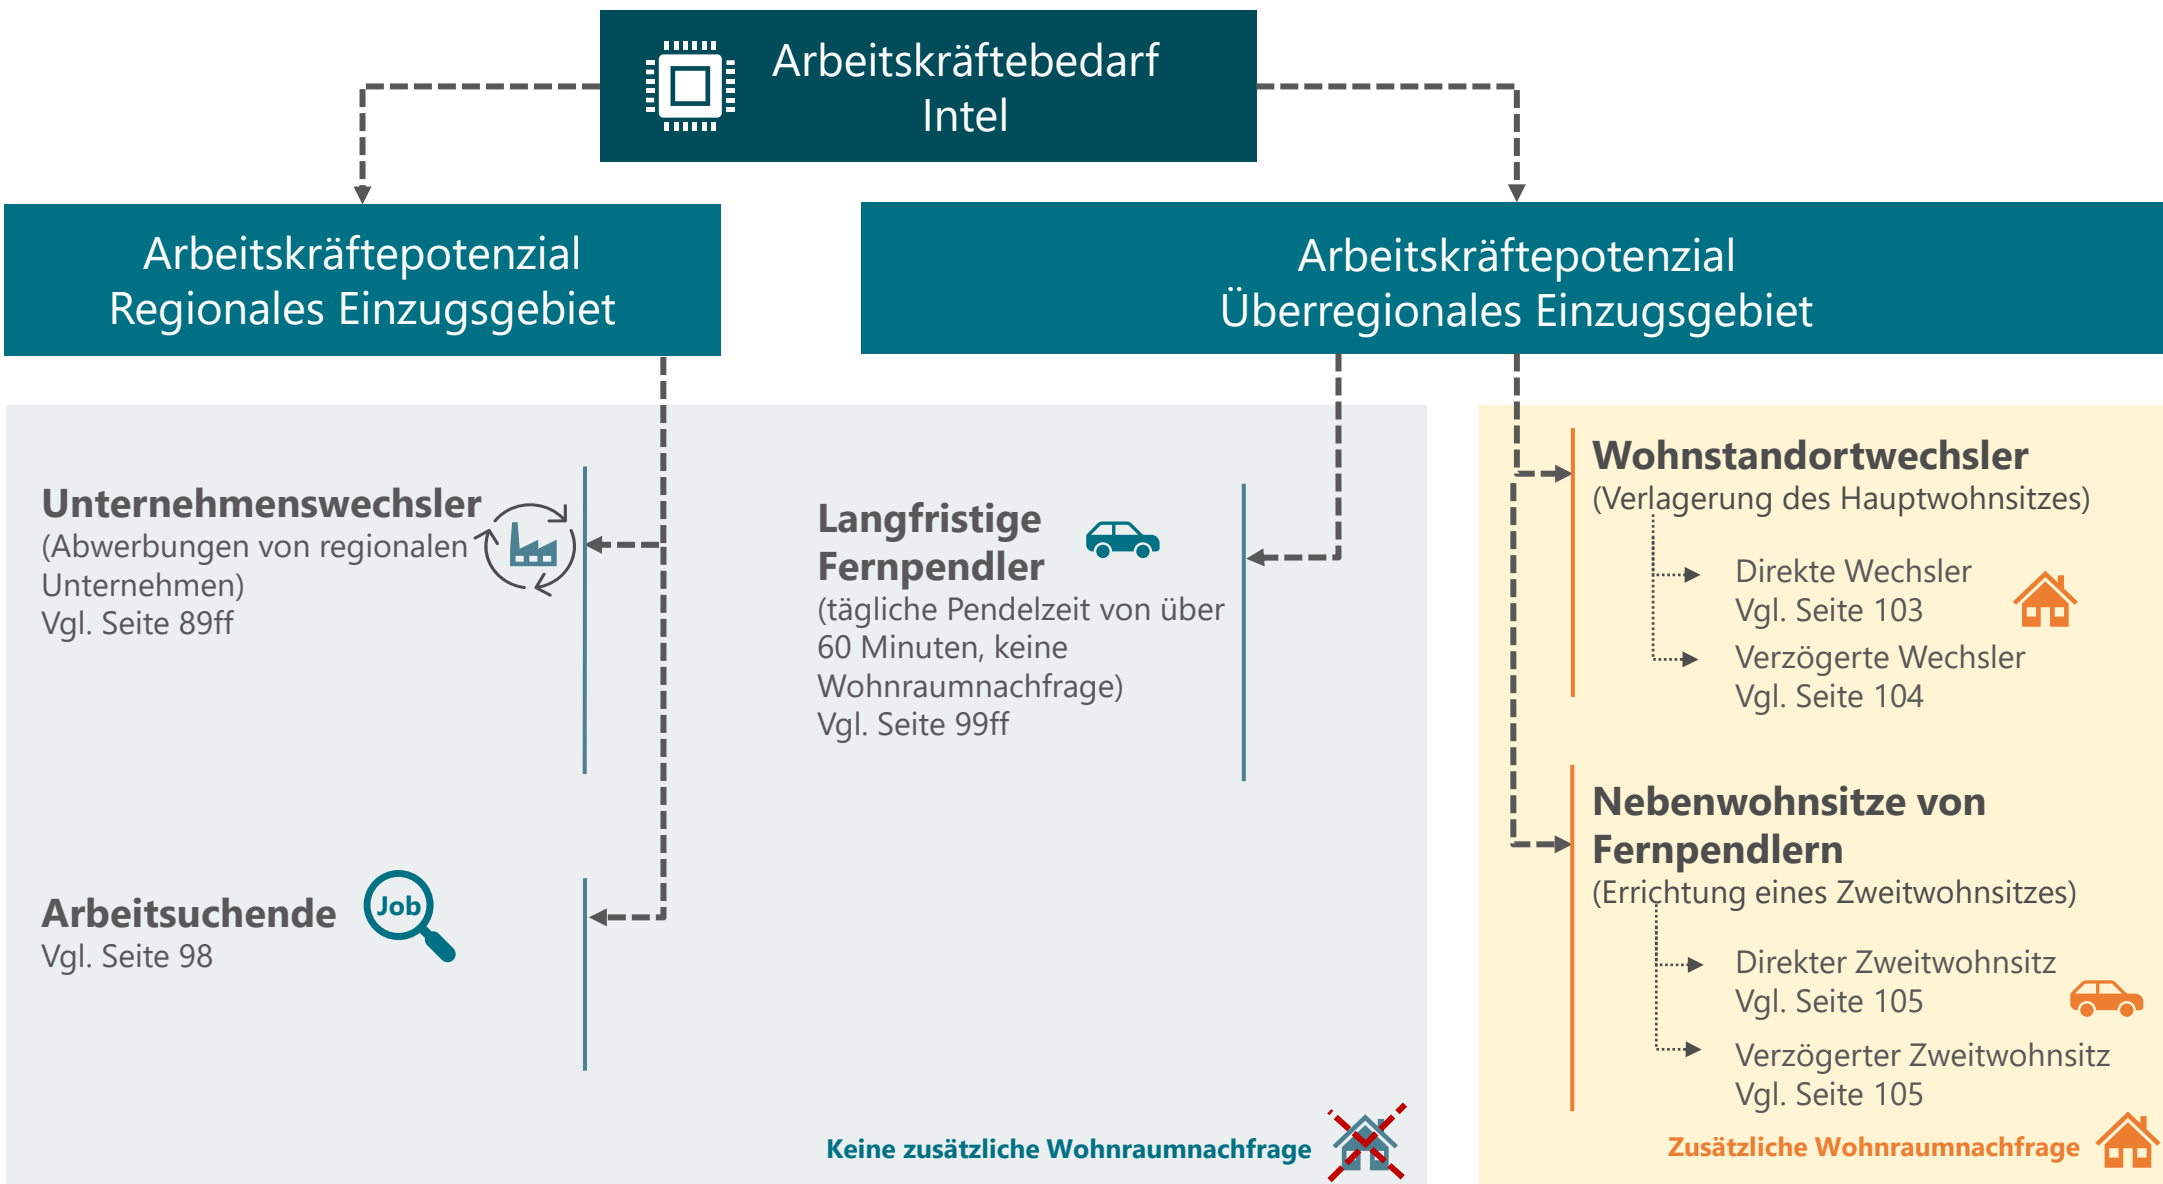 Arbeitskräftebedarf
Intel
Arbeitskräftepotenzial
Regionales Einzugsgebiet
Arbeitskräftepotenzial
Überregionales Einzugsgebiet
Unternehmenswechsler
(Abwerbungen von regionalen
Unternehmen)
Vgl. Seite 89ff
Arbeitsuchende
Vgl. Seite 98
Job
Langfristige
Fernpendler
(tägliche Pendelzeit von über
60 Minuten, keine
Wohnraumnachfrage)
Vgl. Seite 99ff
Keine zusätzliche Wohnraumnachfrage
Wohnstandortwechsler
(Verlagerung des Hauptwohnsitzes)
Direkte Wechsler
Vgl. Seite 103
Verzögerte Wechsler
Vgl. Seite 104
Nebenwohnsitze von
Fernpendlern
(Errichtung eines Zweitwohnsitzes)
Direkter Zweitwohnsitz
Vgl. Seite 105
Verzögerter Zweitwohnsitz
Vgl. Seite 105
Zusätzliche Wohnraumnachfrage